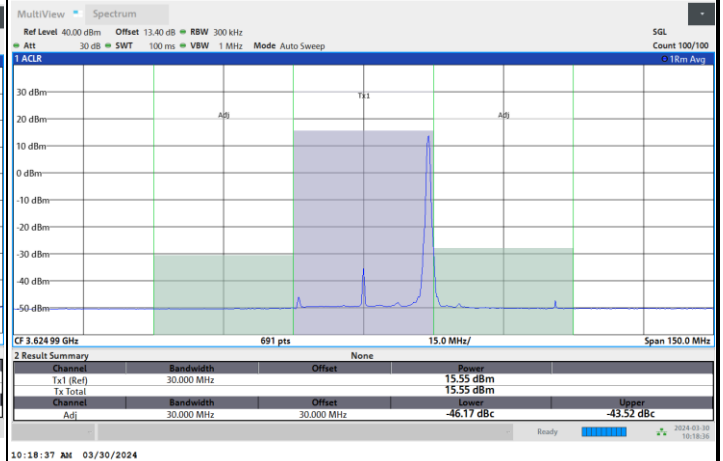 MultiView Spectrum
Ref Level 40.00 dBm Offset 13.40 dB RBW 300 kHz SGL
Att 30 dB SWT 100 ms VBW 1 MHz Mode Auto Sweep Count 100/100
1 ACLR 1Rm Avg
30 dBm
Tx1
20 dBm
Adj Adj
10 dBm
0 dBm
-10 dBm
-20 dBm
-30 dBm
-40 dBm
-50 dBm
CF 3.624 99 GHz 691 pts 15.0 MHz/ Span 150.0 MHz
2 Result Summary None
Channel Bandwidth Offset Power
Tx1 (Ref) 30.000 MHz 15.55 dBm
Tx Total 15.55 dBm
Channel Bandwidth Offset Lower Upper
Adj 30.000 MHz 30.000 MHz -46.17 dBc -43.52 dBc
Ready 2024-03-30
10:18:36
10:18:37 AM 03/30/2024